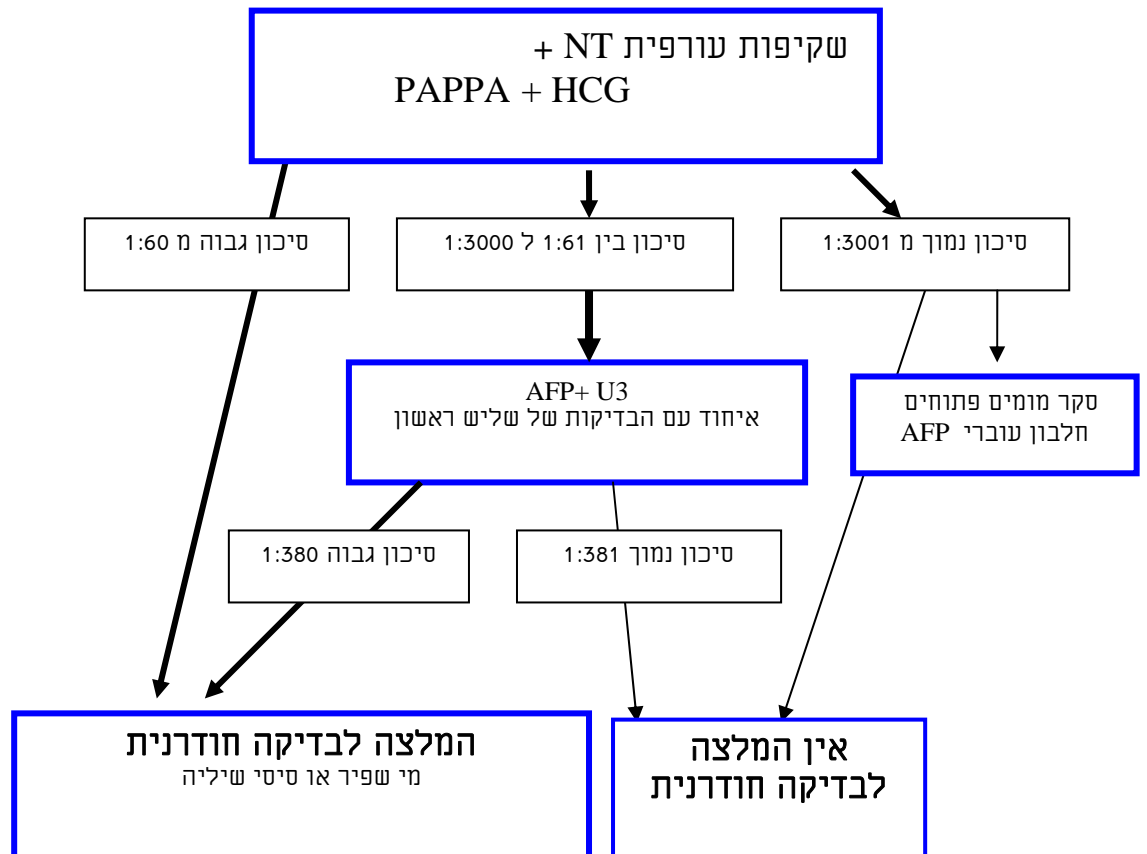 שקיפות עורפית NT +
PAPPA + HCG
סיכון גבוה מ 1:60
סיכון בין 1:61 ל 1:3000
סיכון נמוך מ 1:3001
AFP+ U3
איחוד עם הבדיקות של שליש ראשון
סקר מומים פתוחים
חלבון עוברי AFP
סיכון גבוה 1:380
סיכון נמוך 1:381
המלצה לבדיקה חודרנית
מי שפיר או סיסי שיליה
אין המלצה
לבדיקה חודרנית